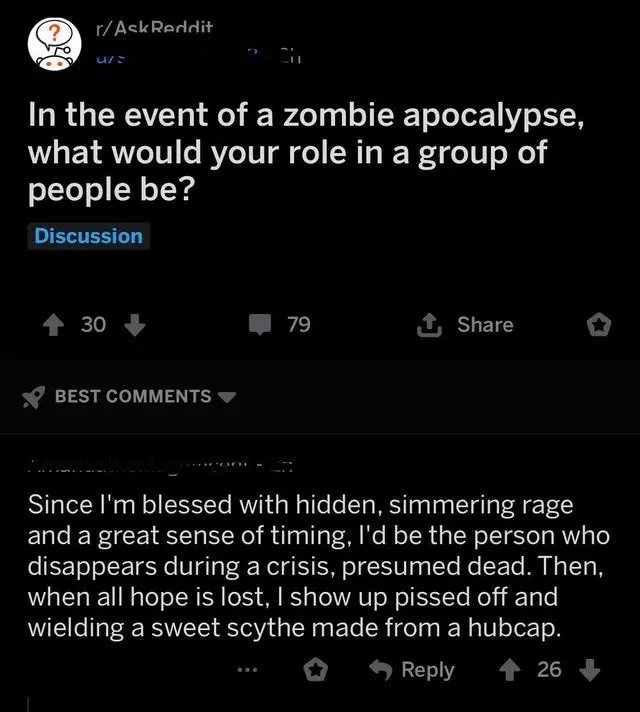 r/AskReddit
In the event of a zombie apocalypse,
what would your role in a group of
people be?
Discussion
30
79
Share
BEST COMMENTS
Since I'm blessed with hidden, simmering rage
and a great sense of timing, I'd be the person who
disappears during a crisis, presumed dead. Then,
when all hope is lost, I show up pissed off and
wielding a sweet scythe made from a hubcap.
Reply
26